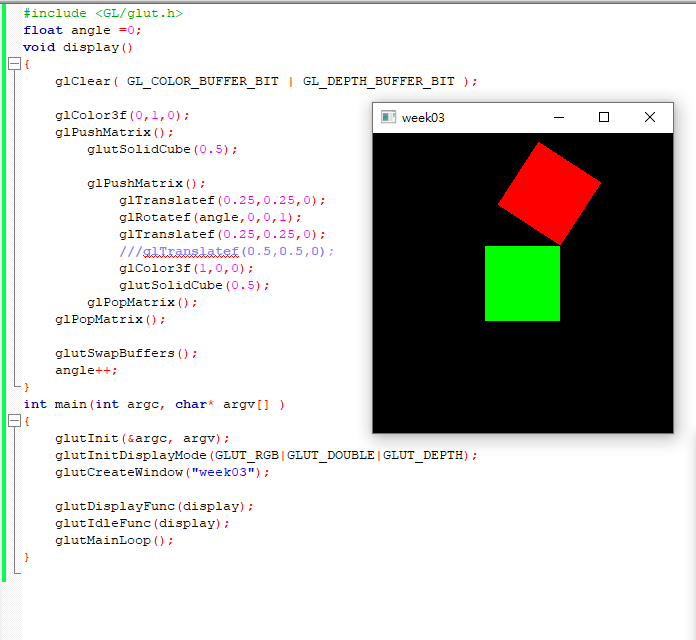 #include <GL/glut.h>
float angle =0;
void display()
{
    glClear( GL_COLOR_BUFFER_BIT | GL_DEPTH_BUFFER_BIT );
    glColor3f(0,1,0);
    glPushMatrix();
        glutSolidCube(0.5);
        glPushMatrix();
            glTranslatef(0.25,0.25,0);
            glRotatef(angle,0,0,1);
            glTranslatef(0.25,0.25,0);
            ///glTranslatef(0.5,0.5,0);
            glColor3f(1,0,0);
            glutSolidCube(0.5);
        glPopMatrix();
    glPopMatrix();
    glutSwapBuffers();
    angle++;
}
int main(int argc, char* argv[] )
{
    glutInit(&argc, argv);
    glutInitDisplayMode(GLUT_RGB|GLUT_DOUBLE|GLUT_DEPTH);
    glutCreateWindow("week03");
    glutDisplayFunc(display);
    glutIdleFunc(display);
    glutMainLoop();
}
week03